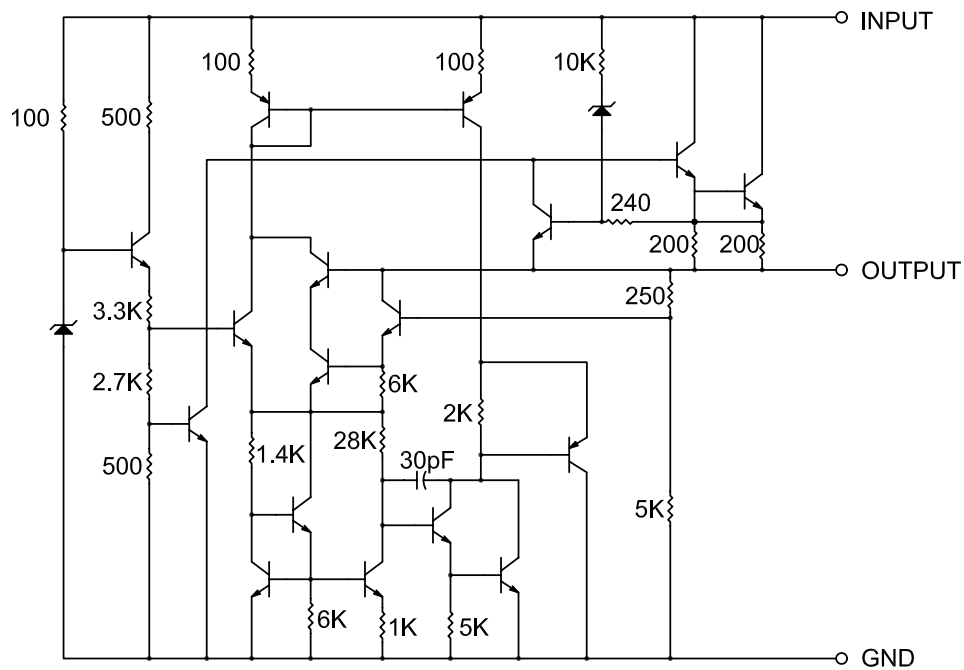 INPUT
100
100
10K
100
500
240
200
200
OUTPUT
250
3.3K
2.7K
6K
2K
28K
1.4K
30pF
500
5K
6K
1K
5K
GND